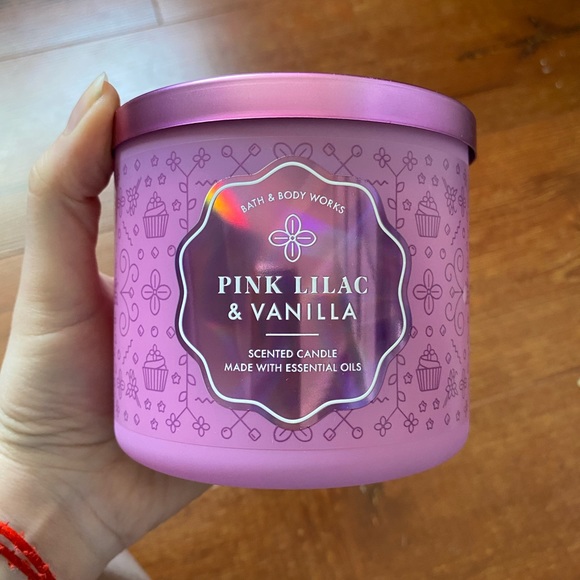 BATH & BODY WORKS
PINK LILAC
& VANILLA
SCENTED CANDLE
MADE WITH ESSENTIAL OILS